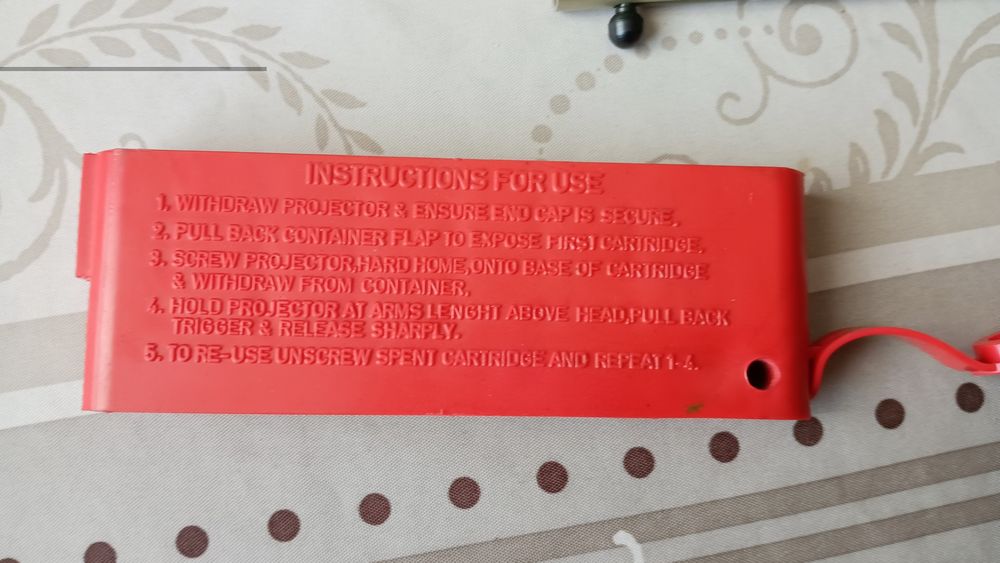 INSTRUCTIONS FOR USE
1. WITHDRAW PROJECTOR & ENSURE END CAP IS SECURE.
2. PULL BACK CONTAINER FLAP TO EXPOSE FIRST CARTRIDGE.
3. SCREW PROJECTOR,HARD HOME,ONTO BASE OF CARTRIDGE
& WITHDRAW FROM CONTAINER.
4. HOLD PROJECTOR AT ARMS LENGHT ABOVE HEAD,PULL BACK
TRIGGER & RELEASE SHARPLY.
5. TO RE-USE UNSCREW SPENT CARTRIDGE AND REPEAT 1-4.